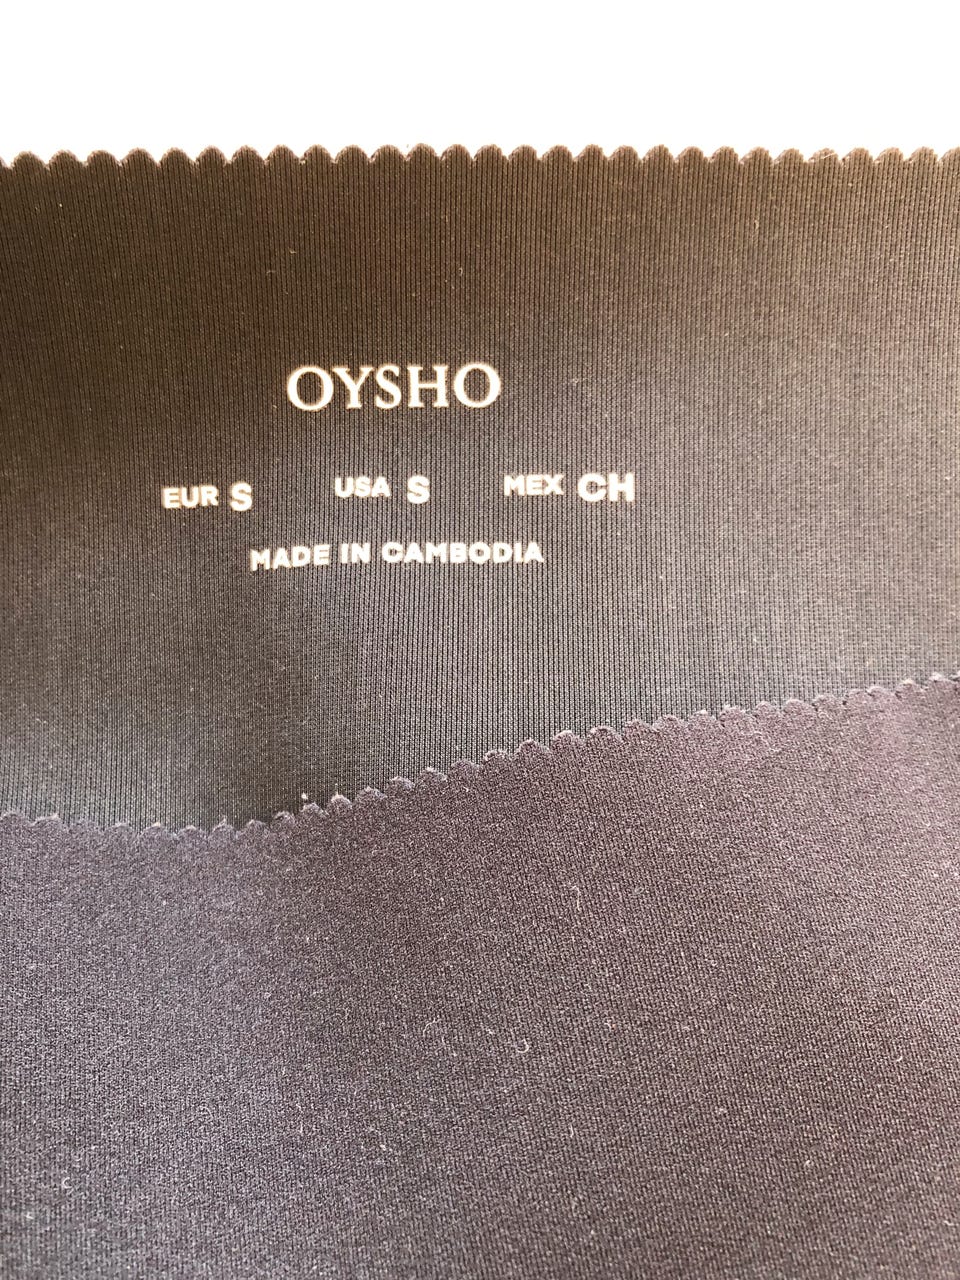 OYSHO
EUR S USA S MEX CH
MADE IN CAMBODIA